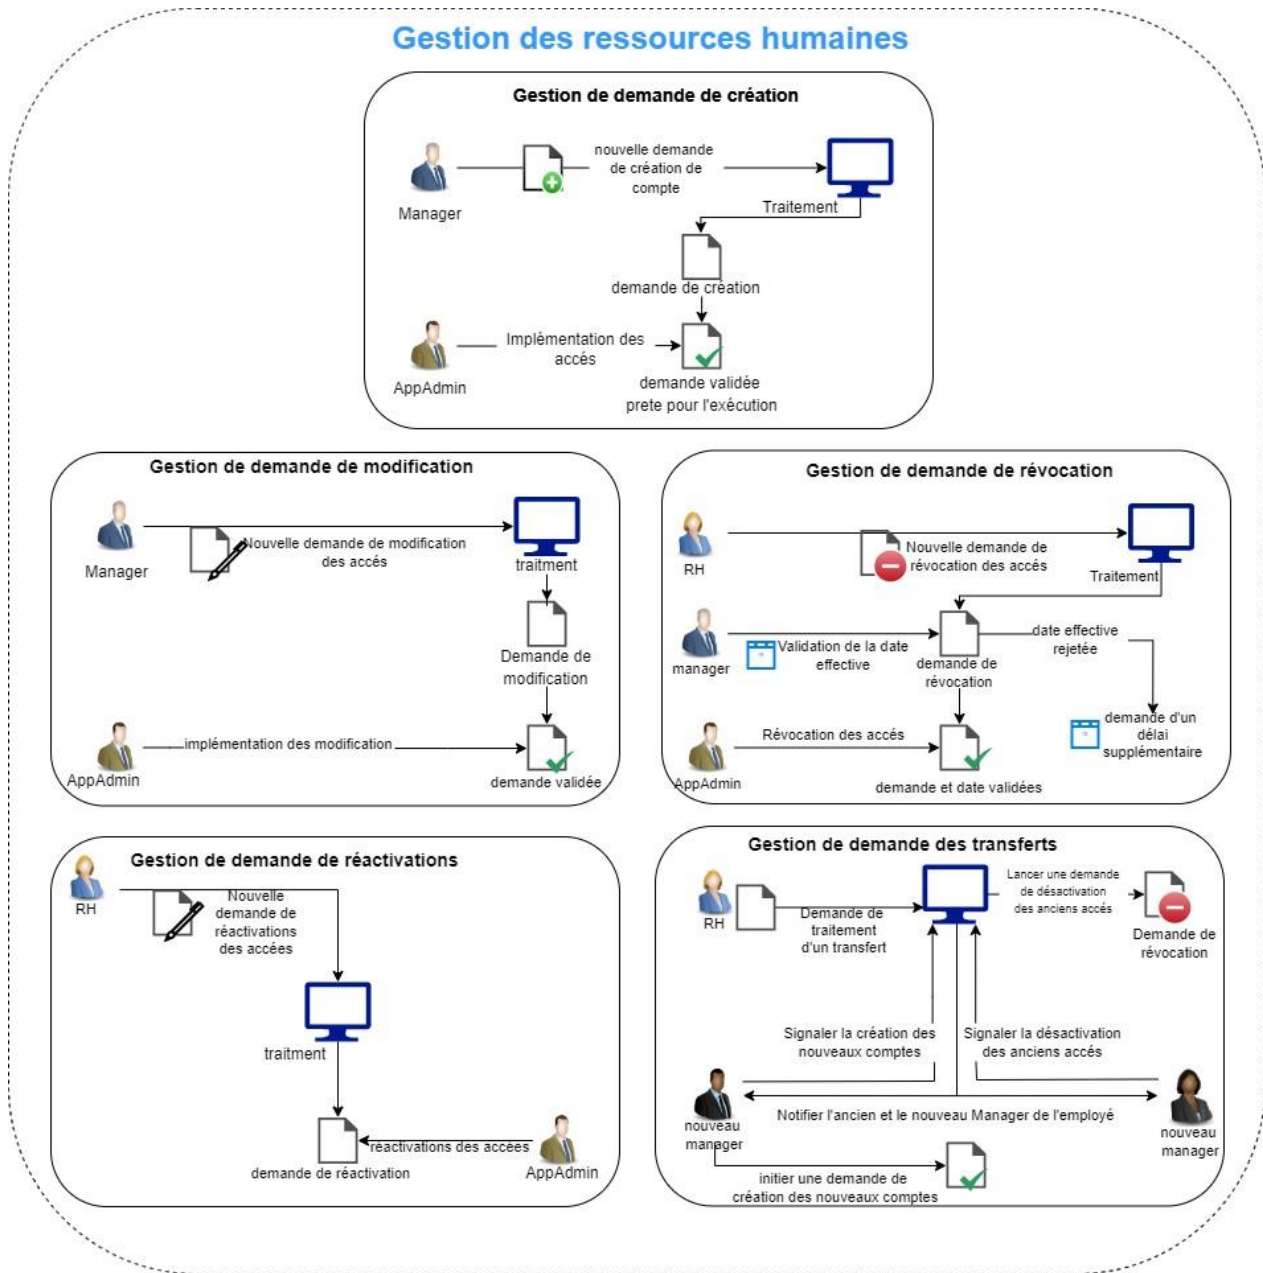 Gestion des ressources humaines
Gestion de demande de création
nouvelle demande
de création de
compte
Manager
Traitement
demande de création
Implémentation des
accés
AppAdmin
demande validée
prete pour l'exécution
Gestion de demande de modification
Manager
Nouvelle demande de modification
des accés
traitment
Demande de
modification
implémentation des modification
AppAdmin
demande validée
Gestion de demande de révocation
RH
Nouvelle demande de
révocation des accés
Traitement
manager
Validation de la date
effective
demande de
révocation
date effective
rejetée
demande d'un
délai
supplémentaire
Révocation des accés
AppAdmin
demande et date validées
Gestion de demande de réactivations
RH
Nouvelle
demande de
réactivations
des accées
traitment
réactivations des accées
demande de réactivation
AppAdmin
Gestion de demande des transferts
RH
Demande de
traitement
d'un transfert
Lancer une demande
de désactivation
des anciens accés
Demande de
révocation
Signaler la création des
nouveaux comptes
Signaler la désactivation
des anciens accés
Notifier l'ancien et le nouveau Manager de l'employé
nouveau
manager
nouveau
manager
initier une demande de
création des nouveaux comptes